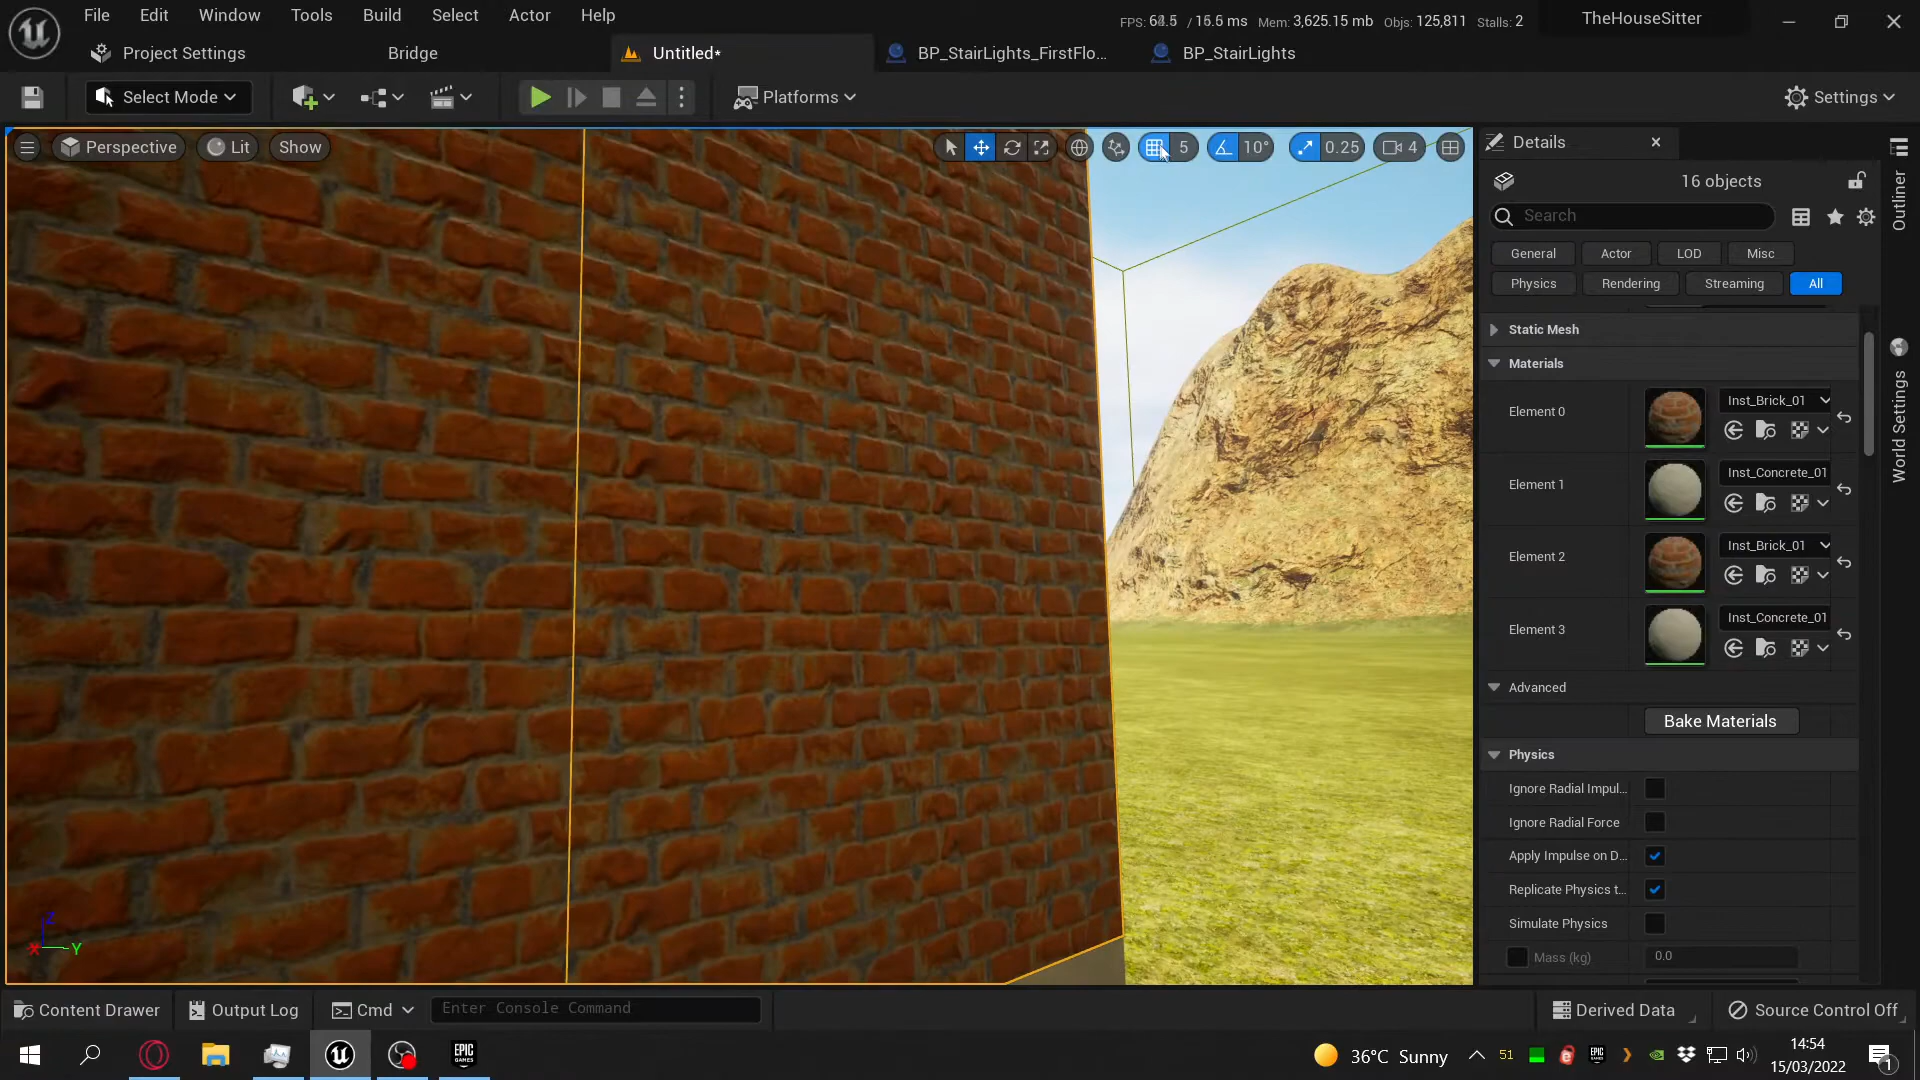 File Edit Window Tools Build Select Actor Help
/ ms Mem: 3,625.15 mb Objs: 125,811 Stalls: 2
TheHouseSitter
Project Settings
Bridge
Untitled*
BP_StairLights_FirstFlo...
BP_StairLights
Select Mode
Platforms
Settings
Perspective
Lit
Show
5
10°
0.25
4
Details
16 objects
Search
General
Actor
LOD
Misc
Physics
Rendering
Streaming
All
Static Mesh
Materials
Element 0
Inst_Brick_01
Element 1
Inst_Concrete_01
Element 2
Inst_Brick_01
Element 3
Inst_Concrete_01
Advanced
Bake Materials
Physics
Ignore Radial Impul...
Ignore Radial Force
Apply Impulse on D...
Replicate Physics t...
Simulate Physics
Mass (kg)
0.0
Outliner
World Settings
Z
X
Y
Content Drawer
Output Log
Cmd
Enter Console Command
Derived Data
Source Control Off
EPIC
GAMES
36°C Sunny
51
14:54
15/03/2022
1